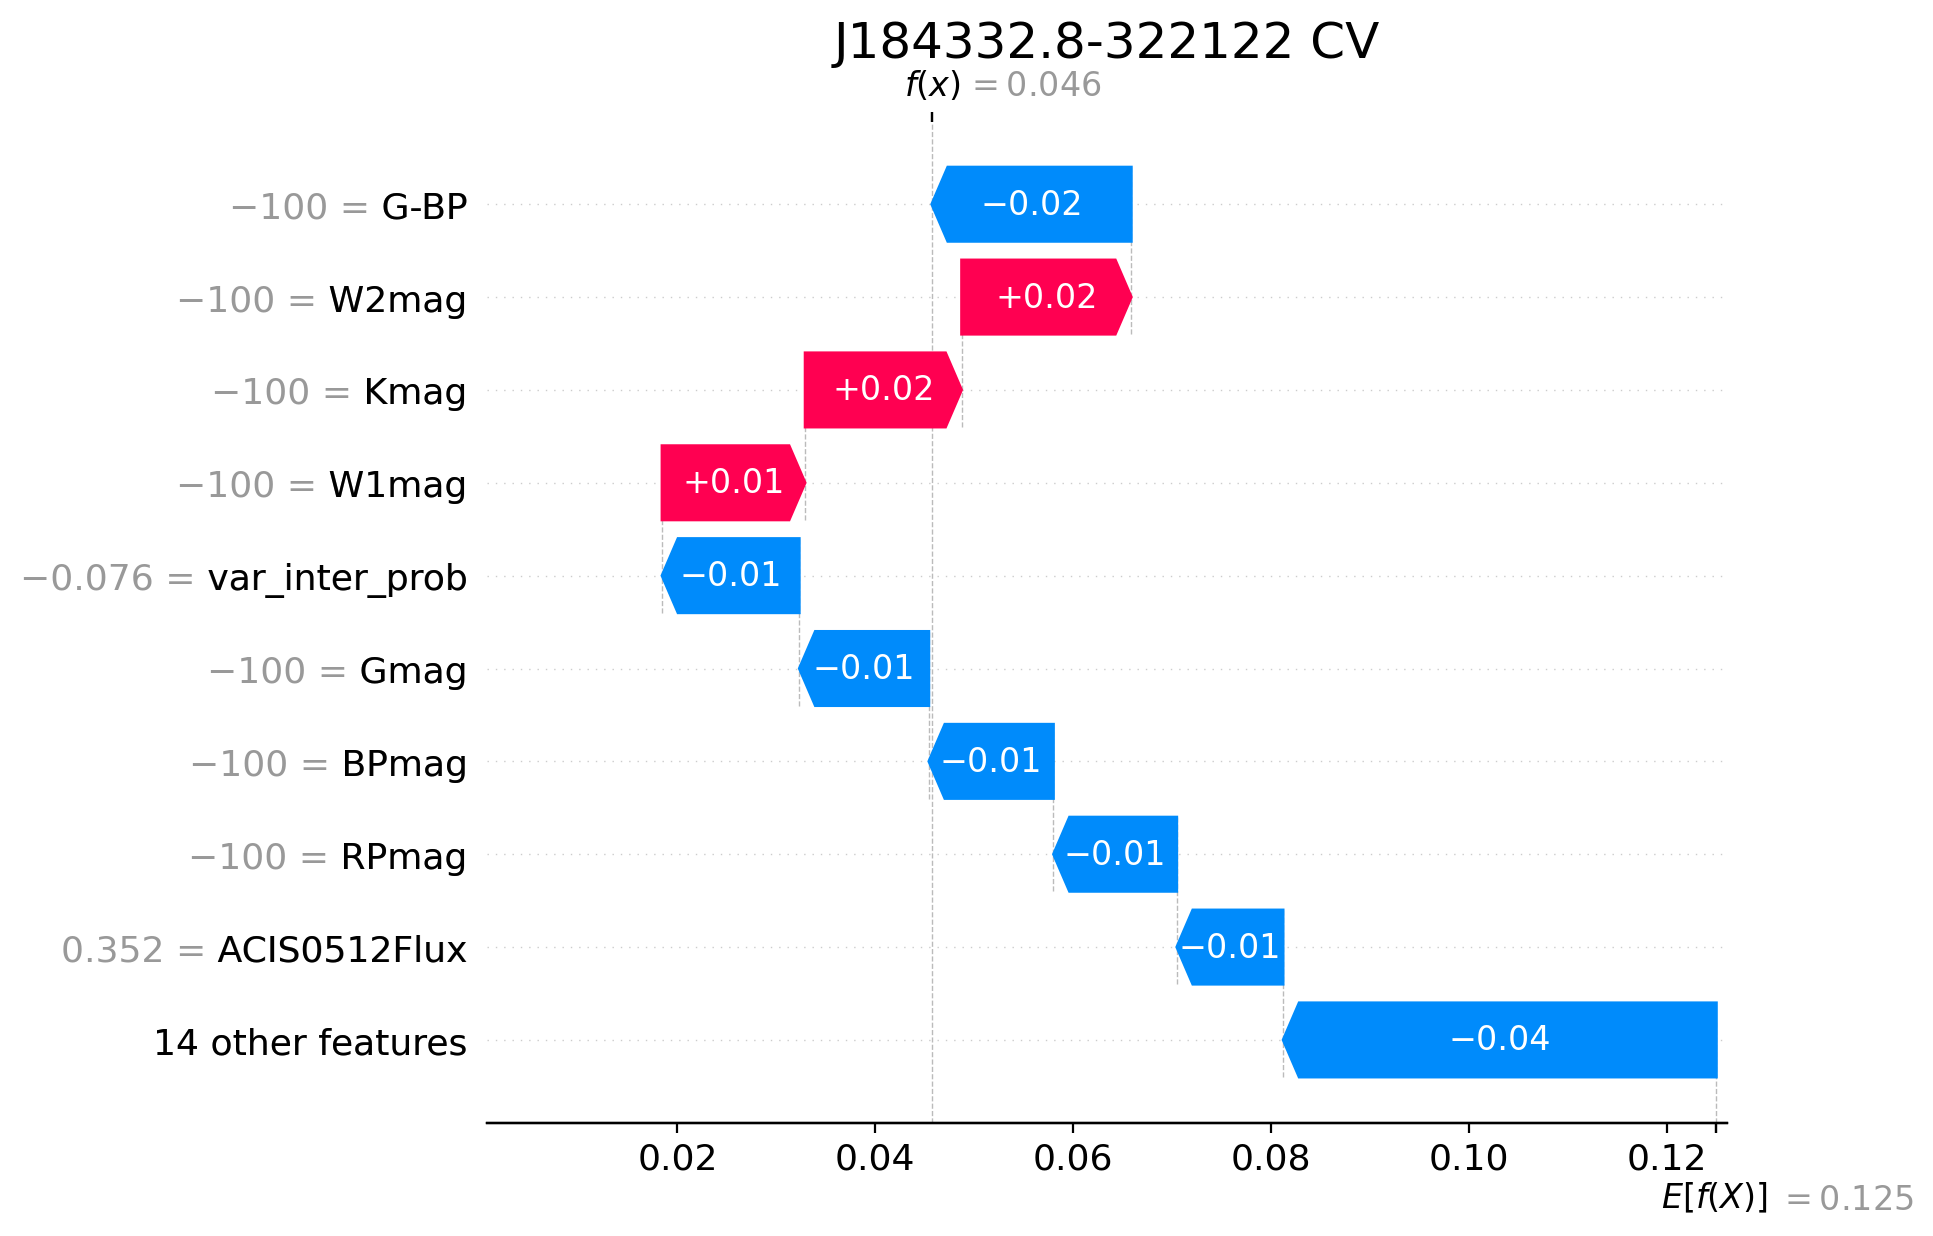 J184332.8-322122 CV
f(x) = 0.046
−100 = G-BP
−0.02
−100 = W2mag
+0.02
−100 = Kmag
+0.02
−100 = W1mag
+0.01
−0.076 = var_inter_prob
−0.01
−100 = Gmag
−0.01
−100 = BPmag
−0.01
−100 = RPmag
−0.01
0.352 = ACIS0512Flux
−0.01
14 other features
−0.04
0.02 0.04 0.06 0.08 0.10 0.12
E[f(X)] = 0.125